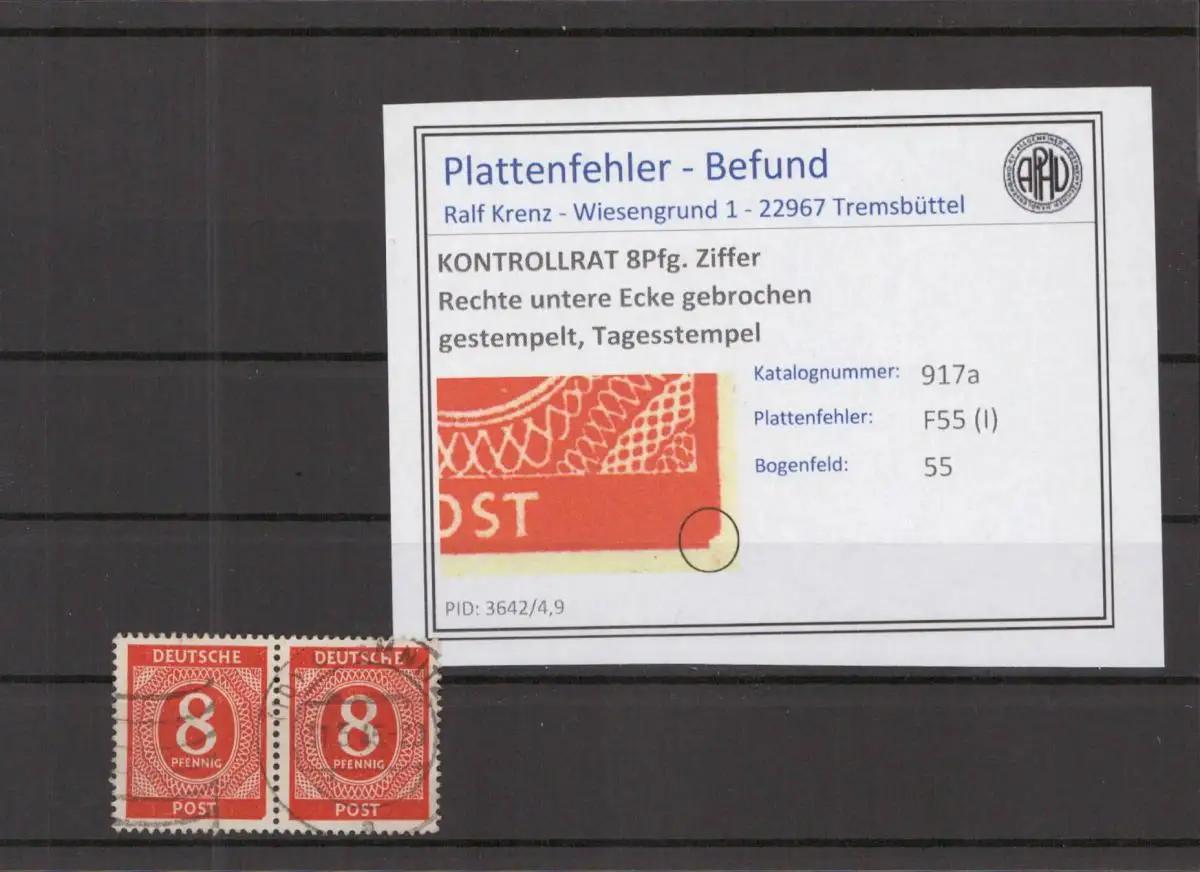 Plattenfehler - Befund
Ralf Krenz - Wiesengrund 1 - 22967 Tremsbüttel
APHV
KONTROLLRAT 8Pfg. Ziffer
Rechte untere Ecke gebrochen
gestempelt, Tagesstempel
Katalognummer: 917a
Plattenfehler: F55 (I)
Bogenfeld: 55
OST
PID: 3642/4,9
DEUTSCHE DEUTSCHE
8 8
PFENNIG PFENNIG
POST POST